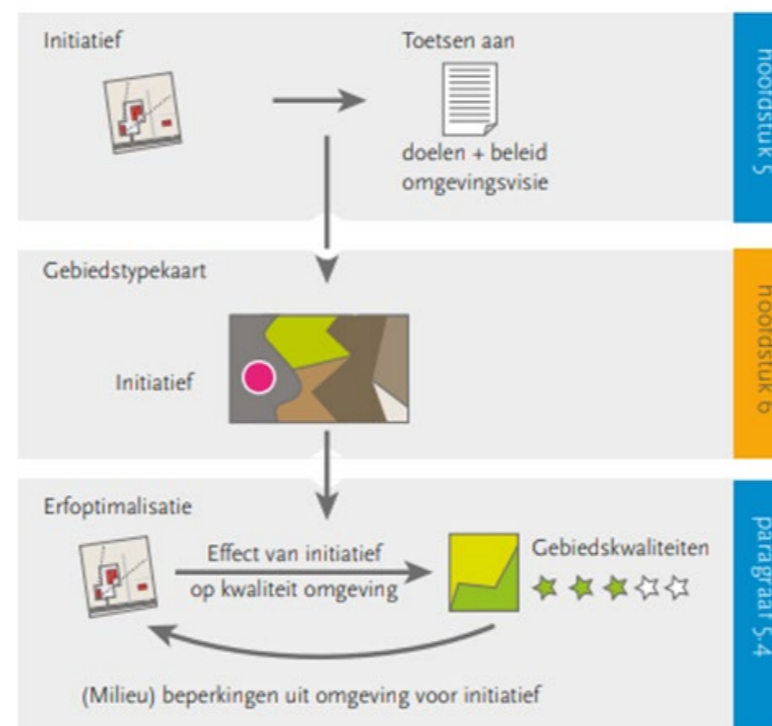 Initiatief
Toetsen aan
doelen + beleid
omgevingsvisie
hoofdstuk 5
Gebiedstypekaart
Initiatief
hoofdstuk 6
Erfoptimalisatie
Effect van initiatief
op kwaliteit omgeving
Gebiedskwaliteiten
(Milieu) beperkingen uit omgeving voor initiatief
paragraaf 5.4